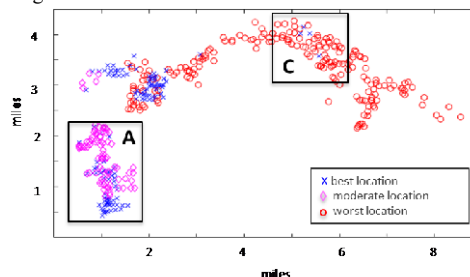 4
3
2
1
miles
A
C
best location
moderate location
worst location
2
4
6
8
miles